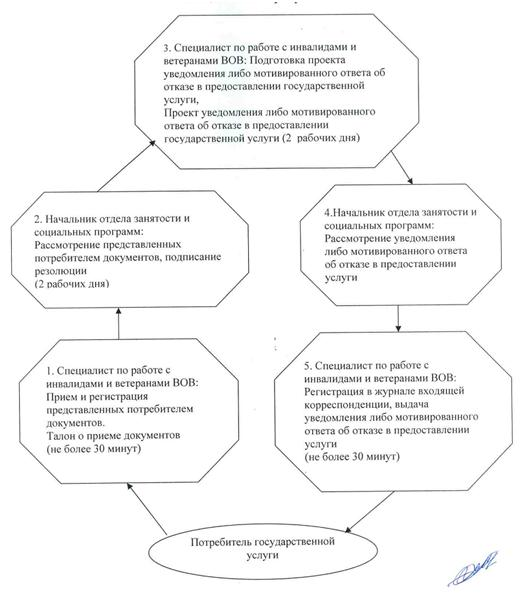 3. Специалист по работе с инвалидами и
ветеранами ВОВ: Подготовка проекта
уведомления либо мотивированного ответа об
отказе в предоставлении государственной
услуги,
Проект уведомления либо мотивированного
ответа об отказе в предоставлении
государственной услуги (2 рабочих дня)
2. Начальник отдела занятости и
социальных программ:
Рассмотрение представленных
потребителем документов, подписание
резолюции
(2 рабочих дня)
4.Начальник отдела занятости и
социальных программ:
Рассмотрение уведомления
либо мотивированного ответа
об отказе в предоставлении
услуги
1. Специалист по работе с
инвалидами и ветеранами ВОВ:
Прием и регистрация
представленных потребителем
документов.
Талон о приеме документов
(не более 30 минут)
5. Специалист по работе с
инвалидами и ветеранами ВОВ:
Регистрация в журнале входящей
корреспонденции, выдача
уведомления либо мотивированного
ответа об отказе в предоставлении
услуги
(не более 30 минут)
Потребитель государственной
услуги